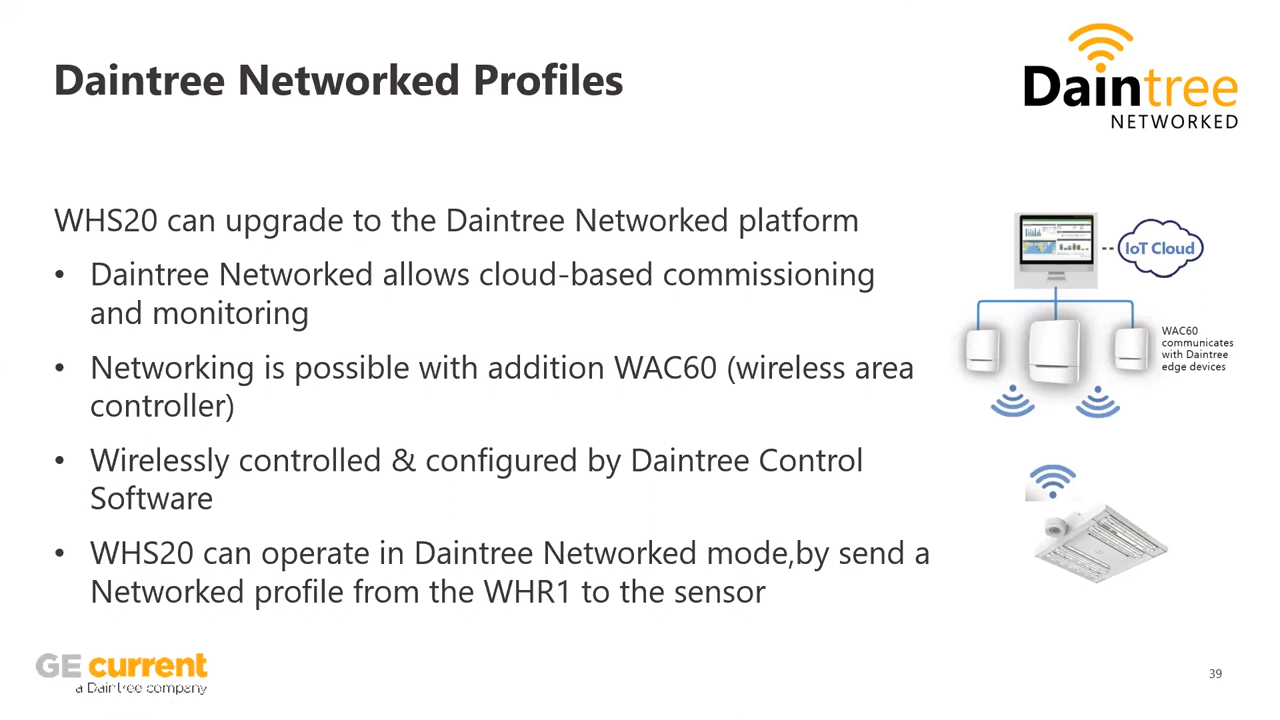 Daintree Networked Profiles
Daintree
NETWORKED
WHS20 can upgrade to the Daintree Networked platform
• Daintree Networked allows cloud-based commissioning
and monitoring
• Networking is possible with addition WAC60 (wireless area
controller)
• Wirelessly controlled & configured by Daintree Control
Software
• WHS20 can operate in Daintree Networked mode,by send a
Networked profile from the WHR1 to the sensor
IoT Cloud
WAC60
communicates
with Daintree
edge devices
GE current
a Daintree company
39